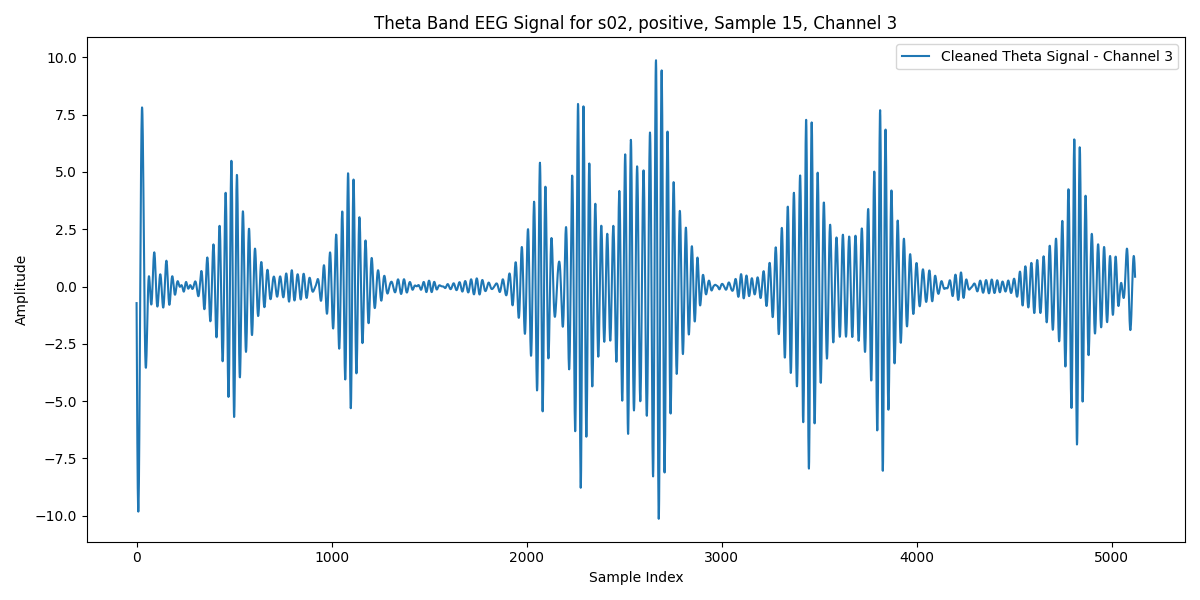 Theta Band EEG Signal for s02, positive, Sample 15, Channel 3
Cleaned Theta Signal - Channel 3
10.0
7.5
5.0
2.5
0.0
−2.5
−5.0
−7.5
−10.0
Amplitude
0 1000 2000 3000 4000 5000
Sample Index